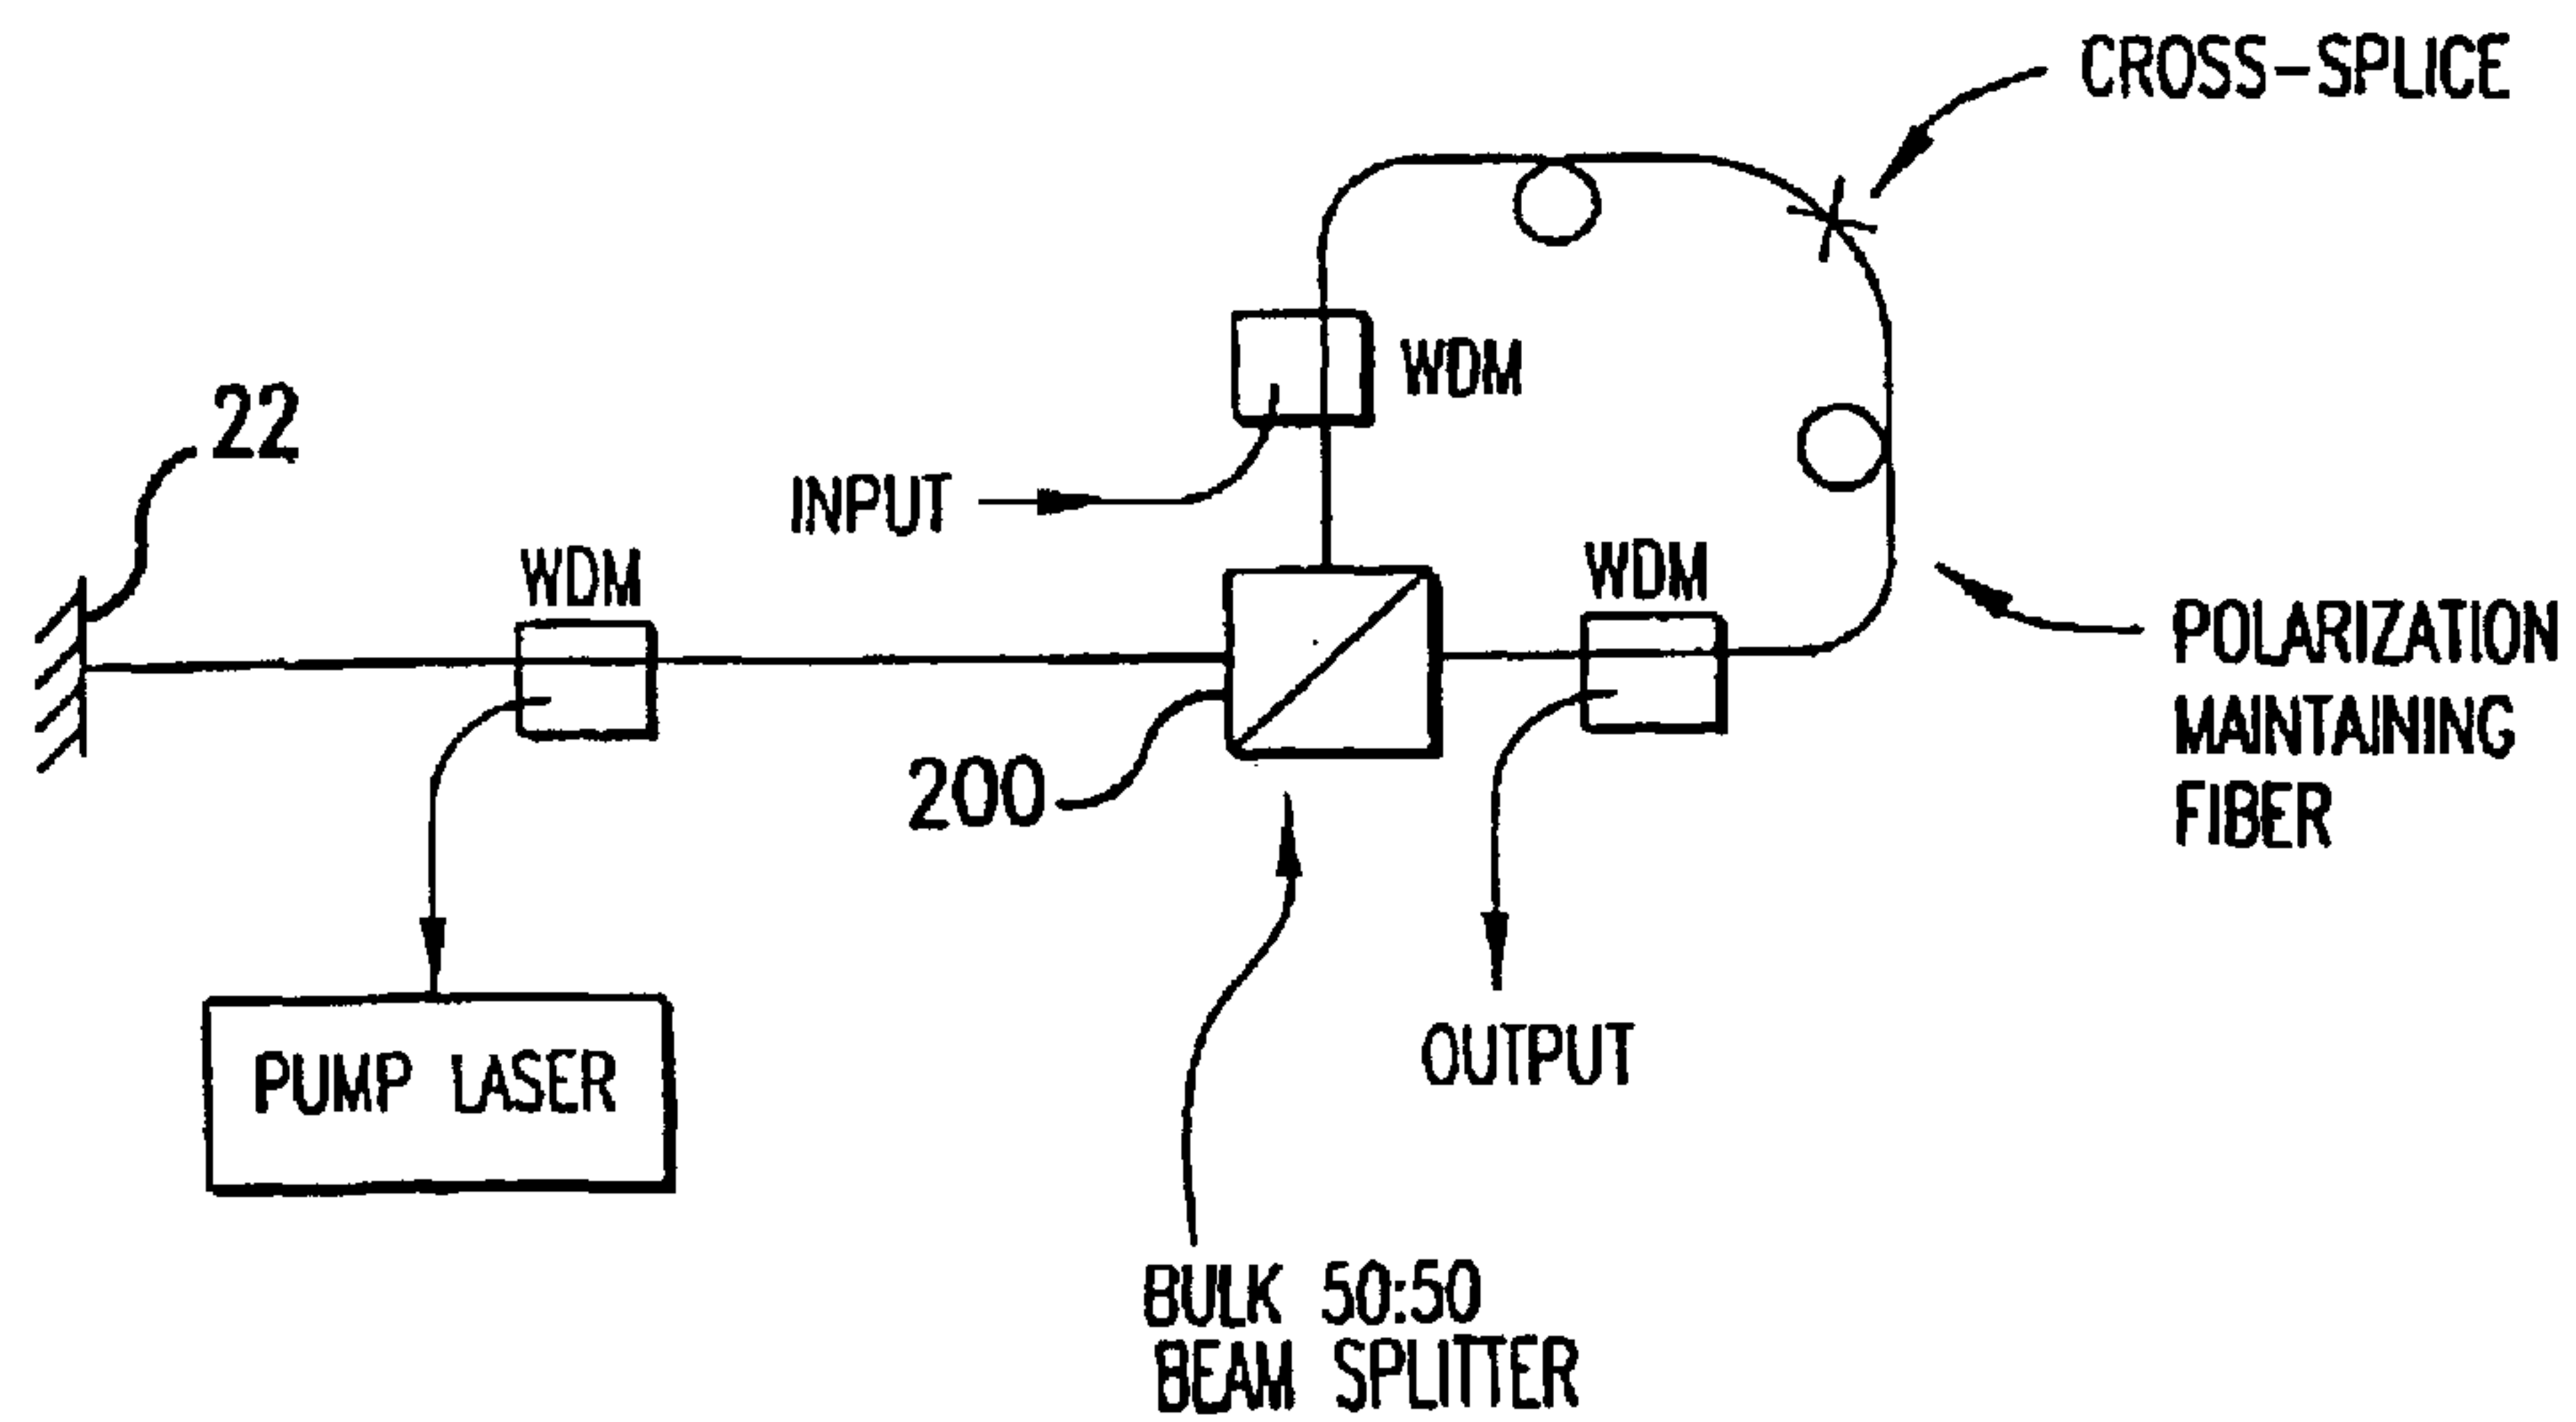 CROSS-SPLICE
WDM
22
INPUT
WDM
WDM
POLARIZATION
MAINTAINING
FIBER
200
PUMP LASER
OUTPUT
BULK 50:50
BEAM SPLITTER